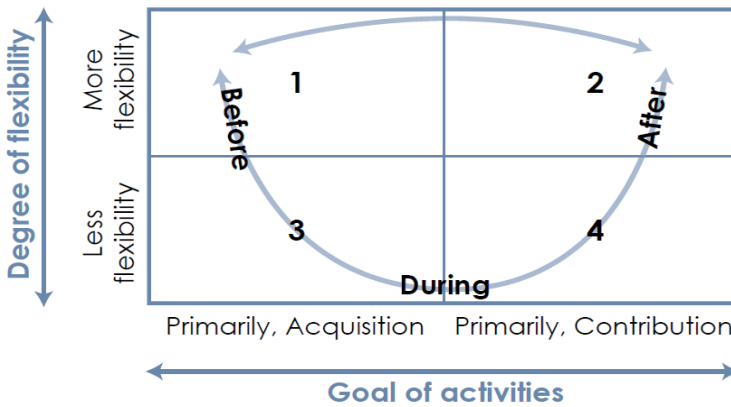 Degree of flexibility
More
flexibility
Less
flexibility
1
2
Before
After
3
4
During
Primarily, Acquisition
Primarily, Contribution
Goal of activities